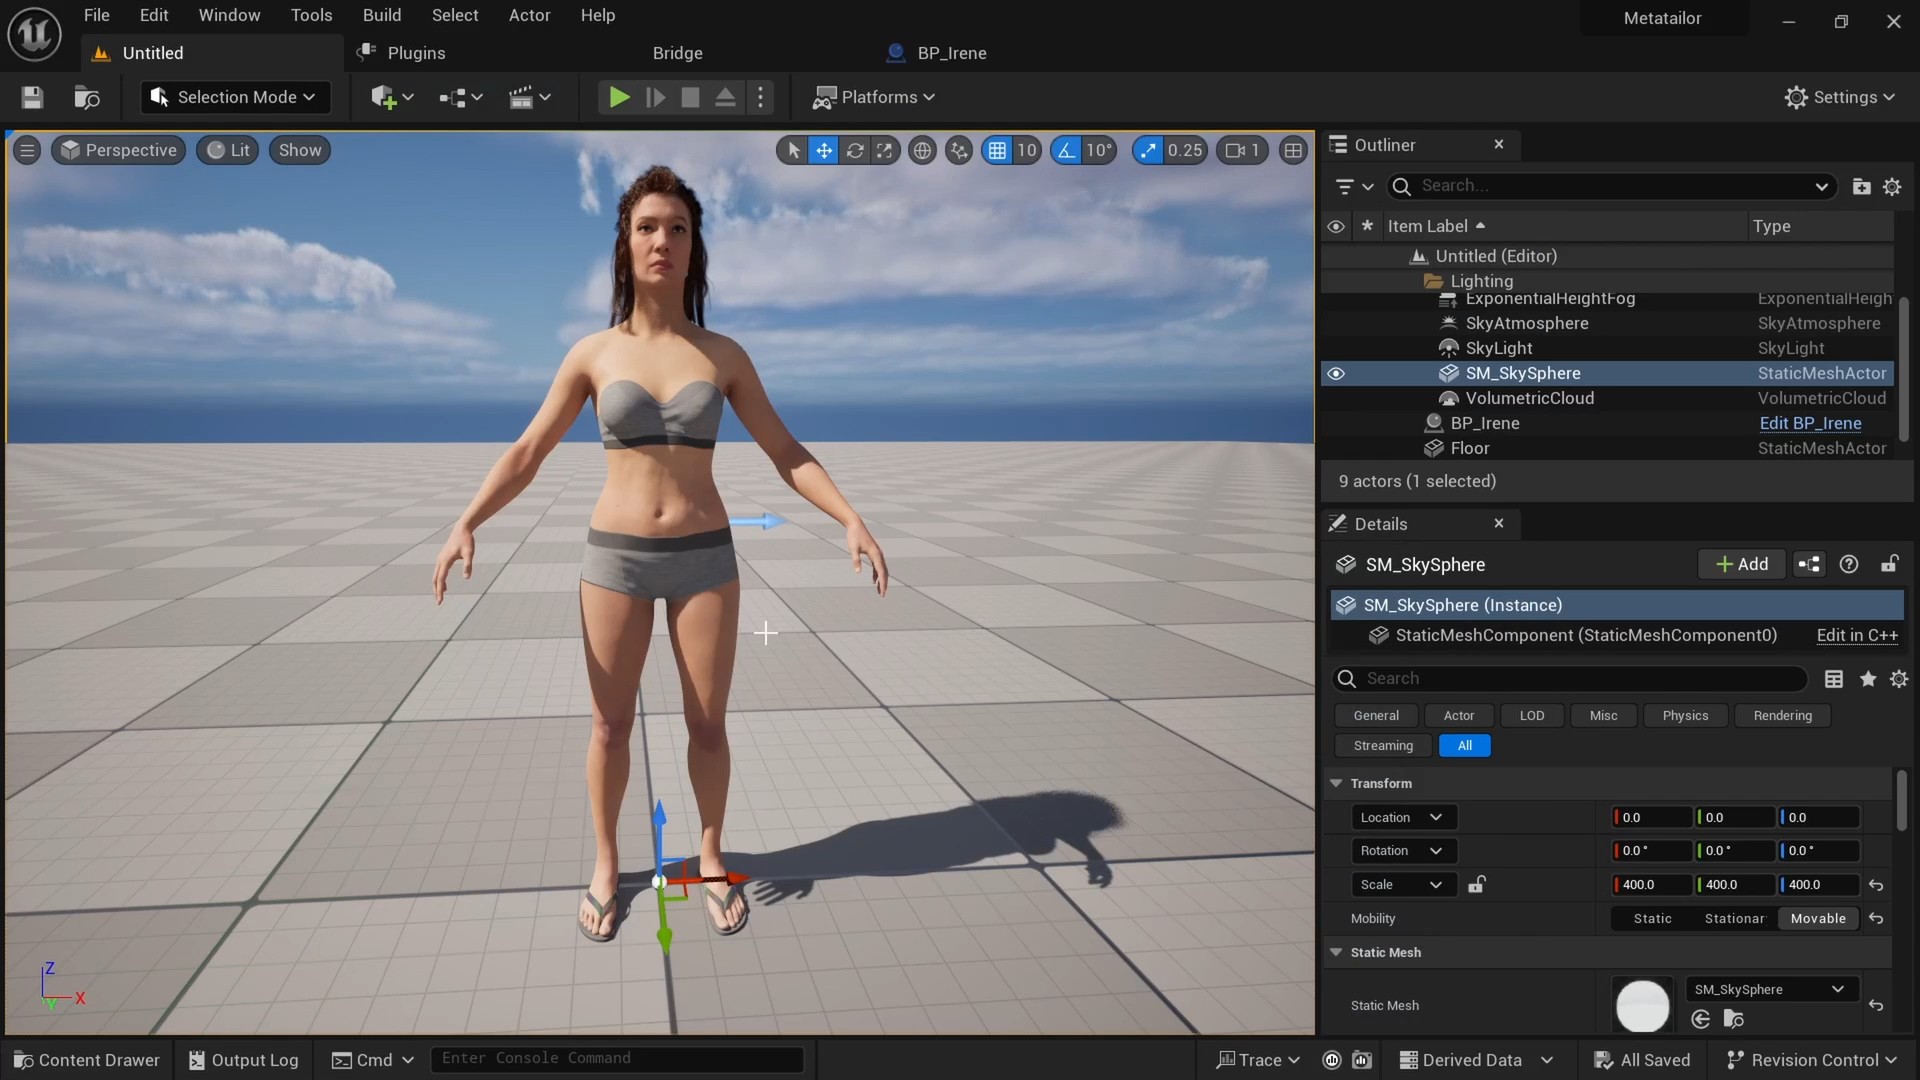 File Edit Window Tools Build Select Actor Help Metatailor
Untitled Plugins Bridge BP_Irene
Selection Mode Platforms Settings
Perspective Lit Show 10 10° 0.25 1
Outliner
Search...
Item Label Type
Untitled (Editor)
Lighting
ExponentialHeightFog ExponentialHeigh
SkyAtmosphere SkyAtmosphere
SkyLight SkyLight
SM_SkySphere StaticMeshActor
VolumetricCloud VolumetricCloud
BP_Irene Edit BP_Irene
Floor StaticMeshActor
9 actors (1 selected)
Details
SM_SkySphere Add
SM_SkySphere (Instance)
StaticMeshComponent (StaticMeshComponent0) Edit in C++
Search
General Actor LOD Misc Physics Rendering
Streaming All
Transform
Location 0.0 0.0 0.0
Rotation 0.0° 0.0° 0.0°
Scale 400.0 400.0 400.0
Mobility Static Stationar Movable
Static Mesh
Static Mesh SM_SkySphere
Z
Y X
Content Drawer Output Log Cmd Enter Console Command Trace Derived Data All Saved Revision Control